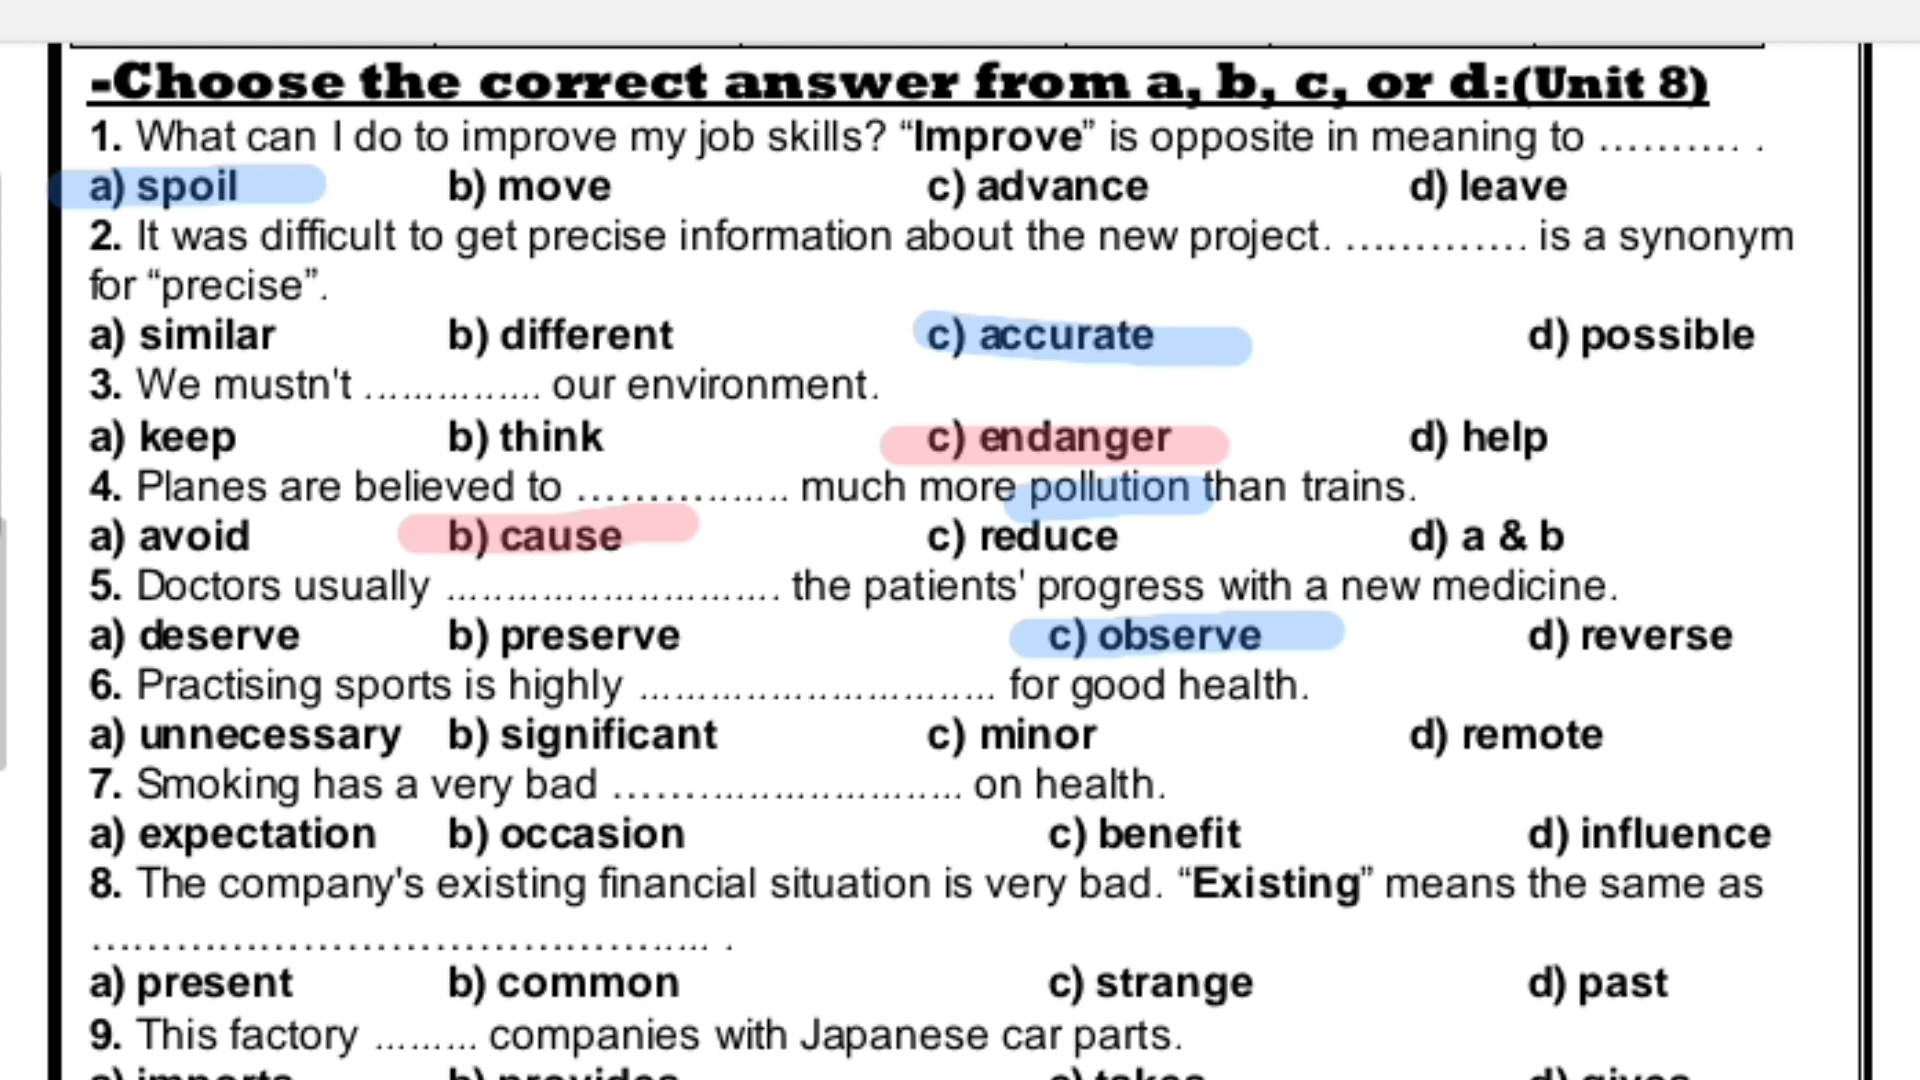 -Choose the correct answer from a, b, c, or d:(Unit 8)
1. What can I do to improve my job skills? “Improve” is opposite in meaning to .......... .
a) spoil b) move c) advance d) leave
2. It was difficult to get precise information about the new project. ............. is a synonym
for “precise”.
a) similar b) different c) accurate d) possible
3. We mustn't ............... our environment.
a) keep b) think c) endanger d) help
4. Planes are believed to ................ much more pollution than trains.
a) avoid b) cause c) reduce d) a & b
5. Doctors usually ............................ the patients' progress with a new medicine.
a) deserve b) preserve c) observe d) reverse
6. Practising sports is highly .............................. for good health.
a) unnecessary b) significant c) minor d) remote
7. Smoking has a very bad .............................. on health.
a) expectation b) occasion c) benefit d) influence
8. The company's existing financial situation is very bad. “Existing” means the same as
.................................................... .
a) present b) common c) strange d) past
9. This factory ......... companies with Japanese car parts.
a) imports b) provides c) takes d) gives